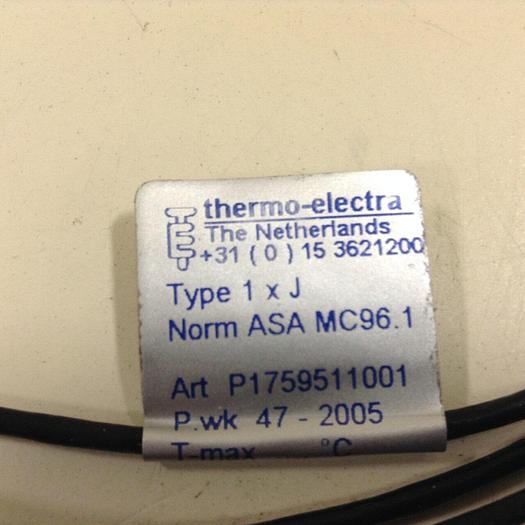 thermo-electra
The Netherlands
+31 ( 0 ) 15 3621200
Type 1 x J
Norm ASA MC96.1
Art P1759511001
P.wk 47 - 2005
T-max °C